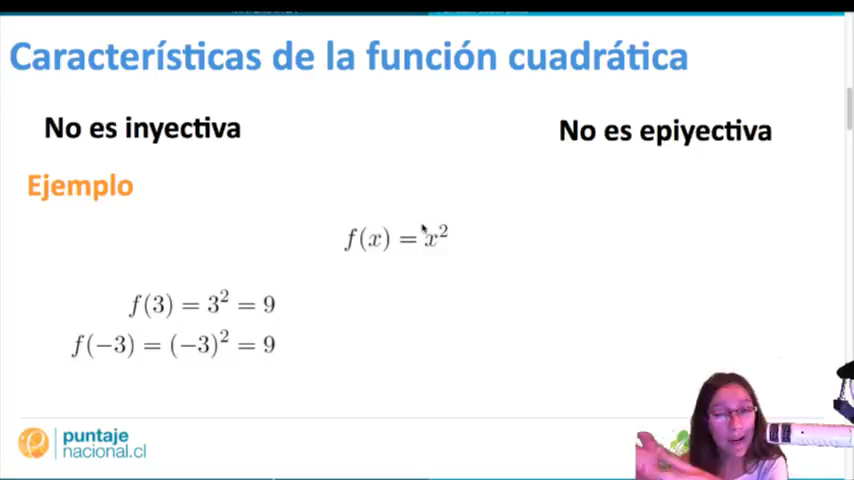 Características de la función cuadrática
No es inyectiva
No es epiyectiva
Ejemplo
f(x) = x²
f(3) = 3² = 9
f(−3) = (−3)² = 9
puntaje
nacional.cl